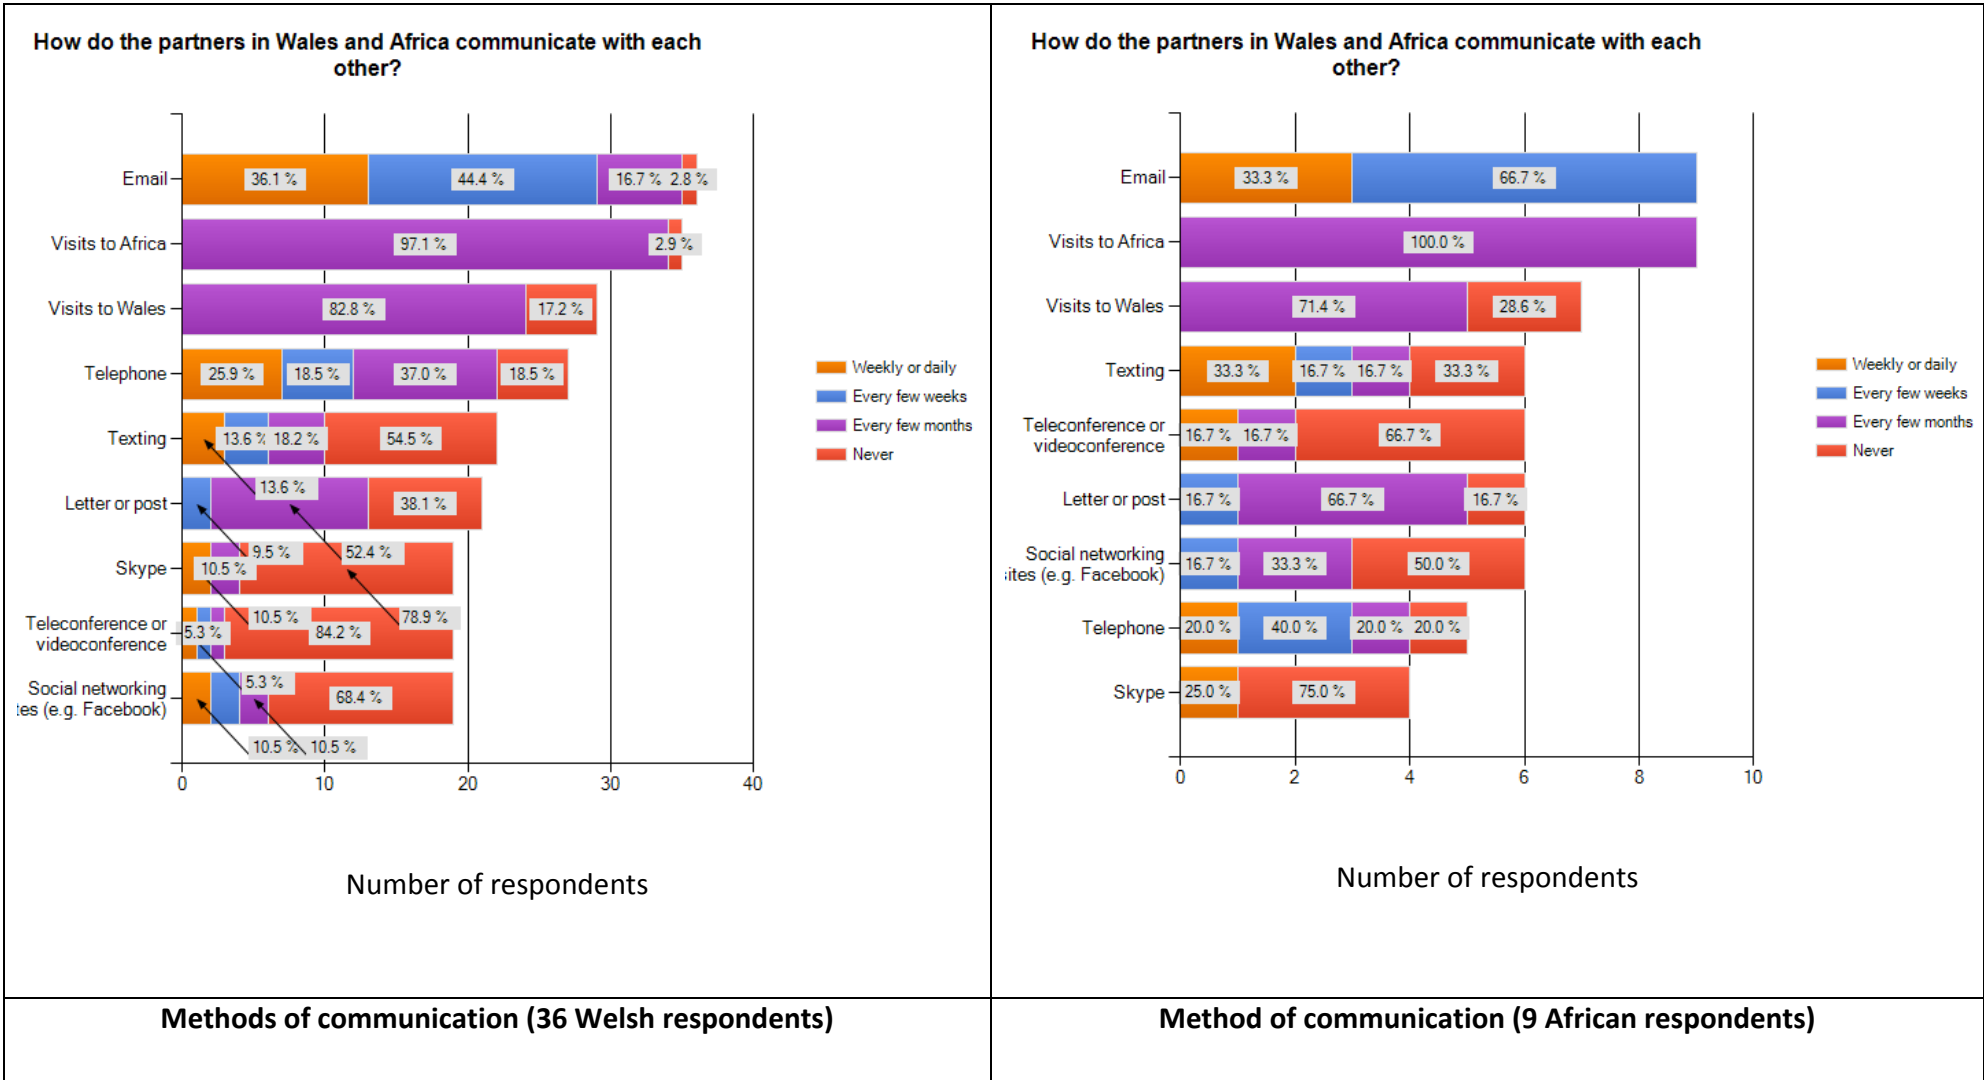 How do the partners in Wales and Africa communicate with each
other?
Email
36.1 %
44.4 %
16.7 %
2.8 %
Visits to Africa
97.1 %
2.9 %
Visits to Wales
82.8 %
17.2 %
Telephone
25.9 %
18.5 %
37.0 %
18.5 %
Texting
13.6 %
18.2 %
54.5 %
13.6 %
Letter or post
38.1 %
9.5 %
52.4 %
Skype
10.5 %
10.5 %
78.9 %
Teleconference or
videoconference
5.3 %
84.2 %
5.3 %
Social networking
tes (e.g. Facebook)
68.4 %
10.5 %
10.5 %
0
10
20
30
40
Weekly or daily
Every few weeks
Every few months
Never
Number of respondents
Methods of communication (36 Welsh respondents)
How do the partners in Wales and Africa communicate with each
other?
Email
33.3 %
66.7 %
Visits to Africa
100.0 %
Visits to Wales
71.4 %
28.6 %
Texting
33.3 %
16.7 %
16.7 %
33.3 %
Teleconference or
videoconference
16.7 %
16.7 %
66.7 %
Letter or post
16.7 %
66.7 %
16.7 %
Social networking
ites (e.g. Facebook)
16.7 %
33.3 %
50.0 %
Telephone
20.0 %
40.0 %
20.0 %
20.0 %
Skype
25.0 %
75.0 %
0
2
4
6
8
10
Weekly or daily
Every few weeks
Every few months
Never
Number of respondents
Method of communication (9 African respondents)